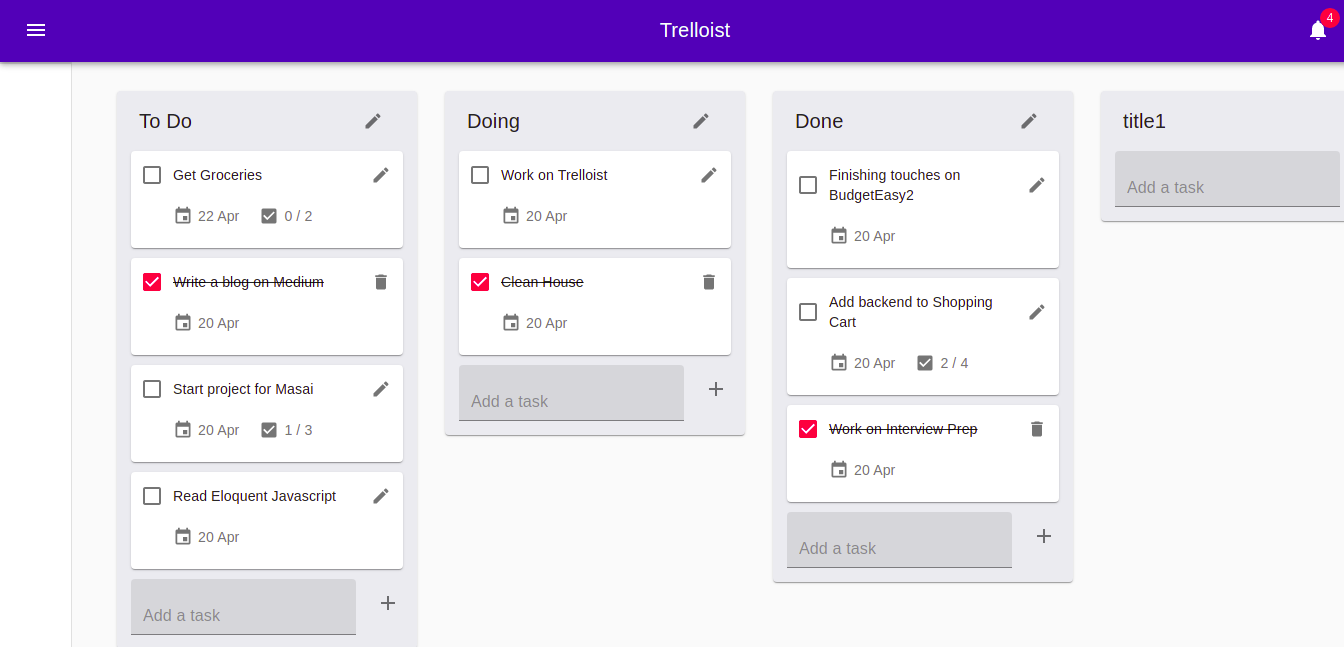 Trelloist
4
To Do
Get Groceries
22 Apr 0 / 2
Write a blog on Medium
20 Apr
Start project for Masai
20 Apr 1 / 3
Read Eloquent Javascript
20 Apr
Add a task
Doing
Work on Trelloist
20 Apr
Clean House
20 Apr
Add a task
Done
Finishing touches on
BudgetEasy2
20 Apr
Add backend to Shopping
Cart
20 Apr 2 / 4
Work on Interview Prep
20 Apr
Add a task
title1
Add a task